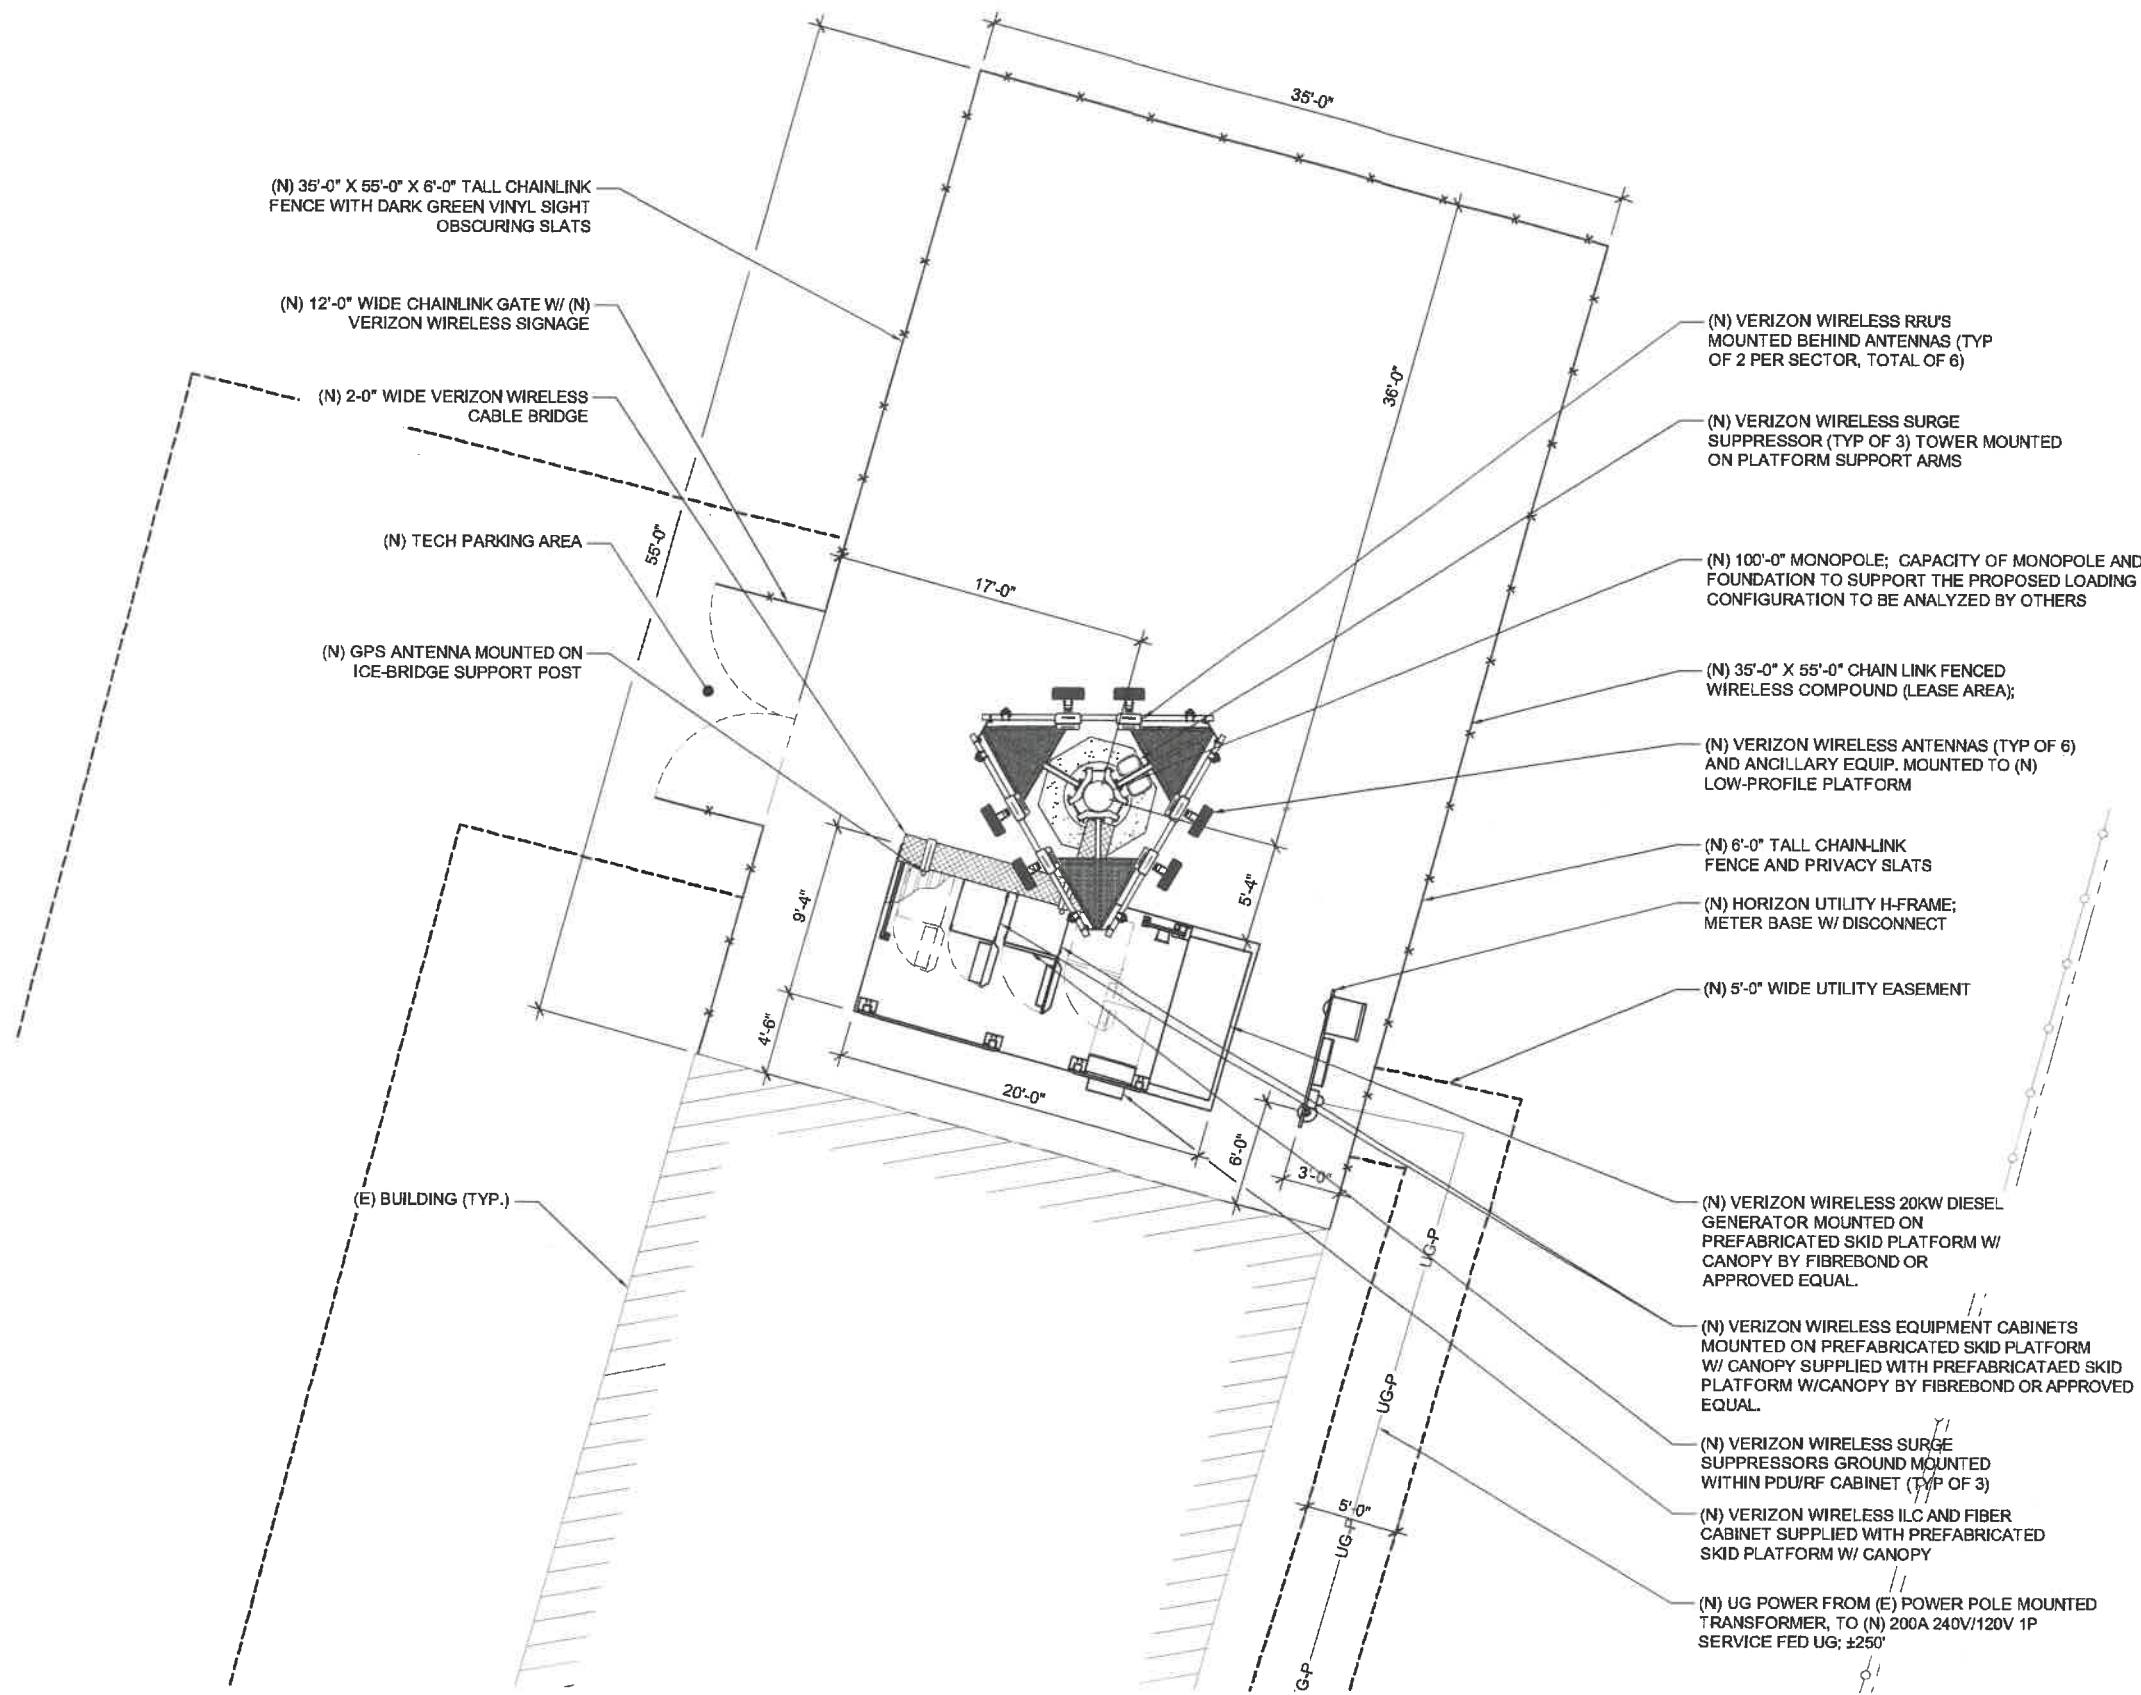 35'-0"
(N) 35'-0" X 55'-0" X 6'-0" TALL CHAINLINK
FENCE WITH DARK GREEN VINYL SIGHT
OBSCURING SLATS
(N) 12'-0" WIDE CHAINLINK GATE W/ (N)
VERIZON WIRELESS SIGNAGE
(N) 2-0" WIDE VERIZON WIRELESS
CABLE BRIDGE
(N) TECH PARKING AREA
(N) GPS ANTENNA MOUNTED ON
ICE-BRIDGE SUPPORT POST
(E) BUILDING (TYP.)
55'-0"
17'-0"
36'-0"
9'-4"
4'-6"
20'-0"
5'-4"
6'-0"
3'-0"
5'-0"
UG-P
UG-P
UG-P
G-P
(N) VERIZON WIRELESS RRU'S
MOUNTED BEHIND ANTENNAS (TYP
OF 2 PER SECTOR, TOTAL OF 6)
(N) VERIZON WIRELESS SURGE
SUPPRESSOR (TYP OF 3) TOWER MOUNTED
ON PLATFORM SUPPORT ARMS
(N) 100'-0" MONOPOLE; CAPACITY OF MONOPOLE AND
FOUNDATION TO SUPPORT THE PROPOSED LOADING
CONFIGURATION TO BE ANALYZED BY OTHERS
(N) 35'-0" X 55'-0" CHAIN LINK FENCED
WIRELESS COMPOUND (LEASE AREA);
(N) VERIZON WIRELESS ANTENNAS (TYP OF 6)
AND ANCILLARY EQUIP. MOUNTED TO (N)
LOW-PROFILE PLATFORM
(N) 6'-0" TALL CHAIN-LINK
FENCE AND PRIVACY SLATS
(N) HORIZON UTILITY H-FRAME;
METER BASE W/ DISCONNECT
(N) 5'-0" WIDE UTILITY EASEMENT
(N) VERIZON WIRELESS 20KW DIESEL
GENERATOR MOUNTED ON
PREFABRICATED SKID PLATFORM W/
CANOPY BY FIBREBOND OR
APPROVED EQUAL.
(N) VERIZON WIRELESS EQUIPMENT CABINETS
MOUNTED ON PREFABRICATED SKID PLATFORM
W/ CANOPY SUPPLIED WITH PREFABRICATAED SKID
PLATFORM W/CANOPY BY FIBREBOND OR APPROVED
EQUAL.
(N) VERIZON WIRELESS SURGE
SUPPRESSORS GROUND MOUNTED
WITHIN PDU/RF CABINET (TYP OF 3)
(N) VERIZON WIRELESS ILC AND FIBER
CABINET SUPPLIED WITH PREFABRICATED
SKID PLATFORM W/ CANOPY
(N) UG POWER FROM (E) POWER POLE MOUNTED
TRANSFORMER, TO (N) 200A 240V/120V 1P
SERVICE FED UG; ±250'